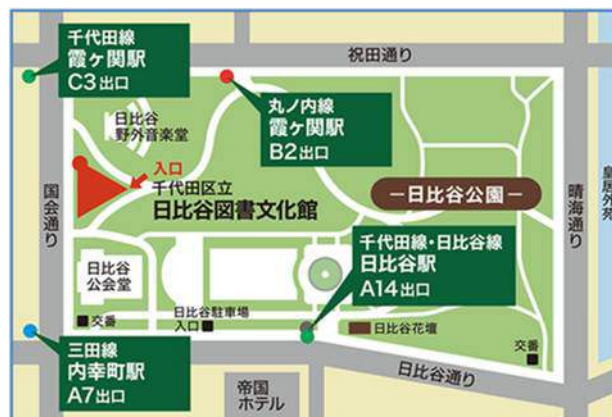 千代田線
霞ケ関駅
C3出口
祝田通り
丸ノ内線
霞ケ関駅
B2出口
日比谷
野外音楽堂
入口
千代田区立
日比谷図書文化館
国会通り
日比谷公園
晴海通り
皇居外苑
千代田線・日比谷線
日比谷駅
A14出口
日比谷
公会堂
交番
日比谷駐車場
入口
日比谷花壇
交番
三田線
内幸町駅
A7出口
帝国
ホテル
日比谷通り